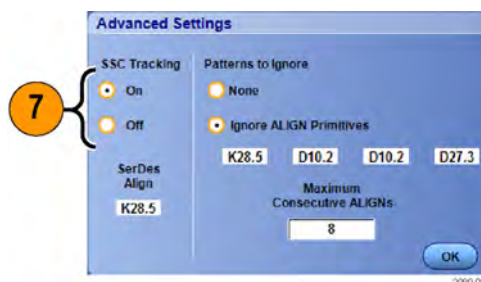 Advanced Settings
SSC Tracking
On
Off
SerDes
Align
K28.5
Patterns to Ignore
None
Ignore ALIGN Primitives
K28.5 D10.2 D10.2 D27.3
Maximum
Consecutive ALIGNs
8
OK
7